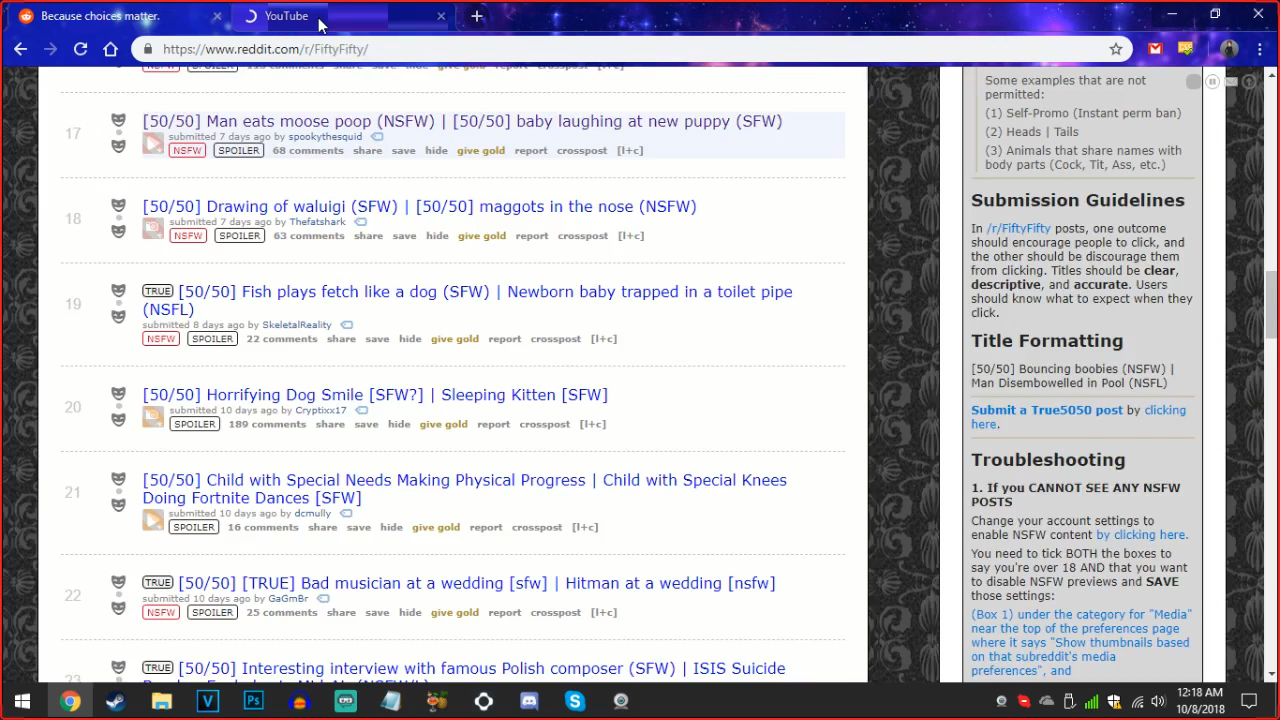 Because choices matter.
YouTube
https://www.reddit.com/r/FiftyFifty/
comments share save hide give gold report crosspost [l+c]
17
[50/50] Man eats moose poop (NSFW) | [50/50] baby laughing at new puppy (SFW)
submitted 7 days ago by spookythesquid
NSFW SPOILER 68 comments share save hide give gold report crosspost [l+c]
18
[50/50] Drawing of waluigi (SFW) | [50/50] maggots in the nose (NSFW)
submitted 7 days ago by Thefatshark
NSFW SPOILER 63 comments share save hide give gold report crosspost [l+c]
19
TRUE [50/50] Fish plays fetch like a dog (SFW) | Newborn baby trapped in a toilet pipe
(NSFL)
submitted 8 days ago by SkeletalReality
NSFW SPOILER 22 comments share save hide give gold report crosspost [l+c]
20
[50/50] Horrifying Dog Smile [SFW?] | Sleeping Kitten [SFW]
submitted 10 days ago by Cryptixx17
SPOILER 189 comments share save hide give gold report crosspost [l+c]
21
[50/50] Child with Special Needs Making Physical Progress | Child with Special Knees
Doing Fortnite Dances [SFW]
submitted 10 days ago by dcmully
SPOILER 16 comments share save hide give gold report crosspost [l+c]
22
TRUE [50/50] [TRUE] Bad musician at a wedding [sfw] | Hitman at a wedding [nsfw]
submitted 10 days ago by GaGmBr
NSFW SPOILER 25 comments share save hide give gold report crosspost [l+c]
TRUE [50/50] Interesting interview with famous Polish composer (SFW) | ISIS Suicide
Some examples that are not
permitted:
(1) Self-Promo (Instant perm ban)
(2) Heads | Tails
(3) Animals that share names with
body parts (Cock, Tit, Ass, etc.)
Submission Guidelines
In /r/FiftyFifty posts, one outcome
should encourage people to click, and
the other should be discourage them
from clicking. Titles should be clear,
descriptive, and accurate. Users
should know what to expect when they
click.
Title Formatting
[50/50] Bouncing boobies (NSFW) |
Man Disembowelled in Pool (NSFL)
Submit a True5050 post by clicking
here.
Troubleshooting
1. If you CANNOT SEE ANY NSFW
POSTS
Change your account settings to
enable NSFW content by clicking here.
You need to tick BOTH the boxes to
say you're over 18 AND that you want
to disable NSFW previews and SAVE
those settings:
(Box 1) under the category for "Media"
near the top of the preferences page
where it says "Show thumbnails based
on that subreddit's media
preferences", and
12:18 AM
10/8/2018